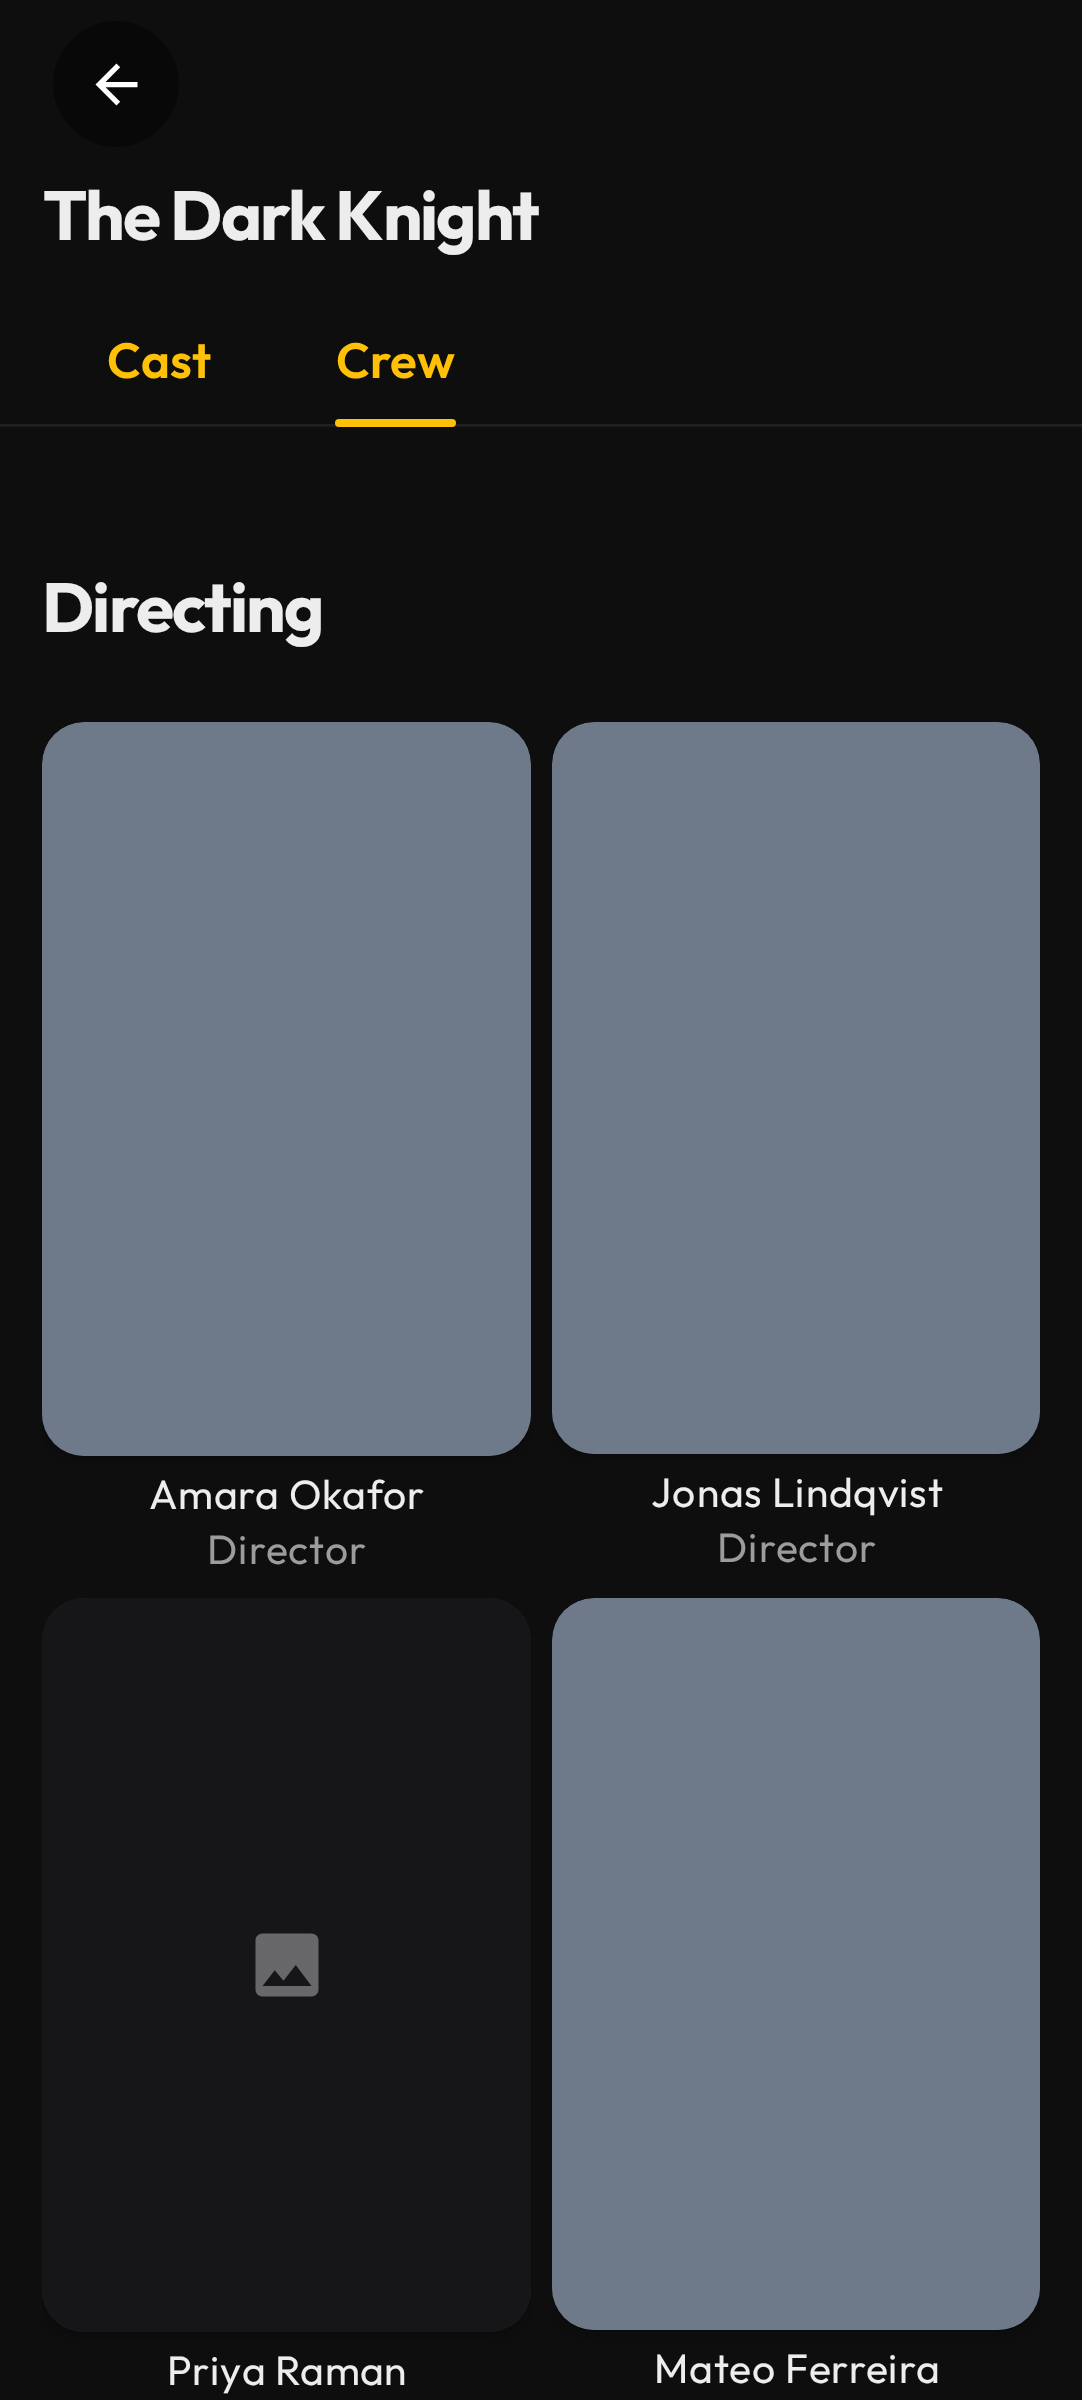 The Dark Knight
Cast Crew
Directing
Amara Okafor
Director
Jonas Lindqvist
Director
Priya Raman
Mateo Ferreira